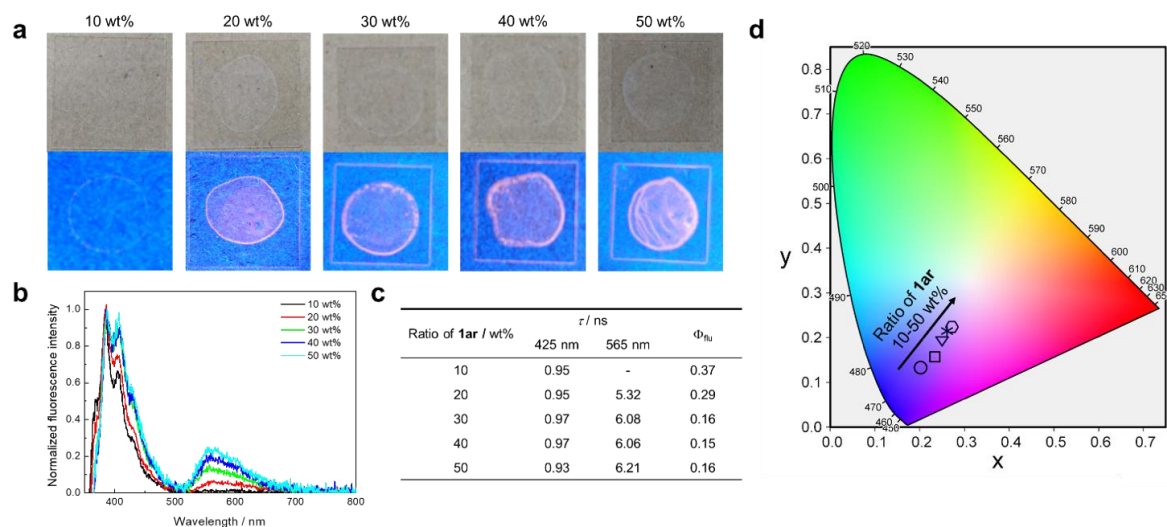 a
10 wt%
20 wt%
30 wt%
40 wt%
50 wt%
b
Normalized fluorescence intensity
1.0
0.8
0.6
0.4
0.2
0.0
400
500
600
700
800
Wavelength / nm
10 wt%
20 wt%
30 wt%
40 wt%
50 wt%
c
Ratio of 1ar / wt%
τ / ns
Φflu
425 nm
565 nm
10 0.95 - 0.37
20 0.95 5.32 0.29
30 0.97 6.08 0.16
40 0.97 6.06 0.15
50 0.93 6.21 0.16
d
y
0.8
0.7
0.6
0.5
0.4
0.3
0.2
0.1
0.0
0.0
0.1
0.2
0.3
0.4
0.5
0.6
0.7
x
520
530
540
550
560
570
580
590
600
610
620
630
510
500
490
480
470
460
450
Ratio of 1ar
10-50 wt%